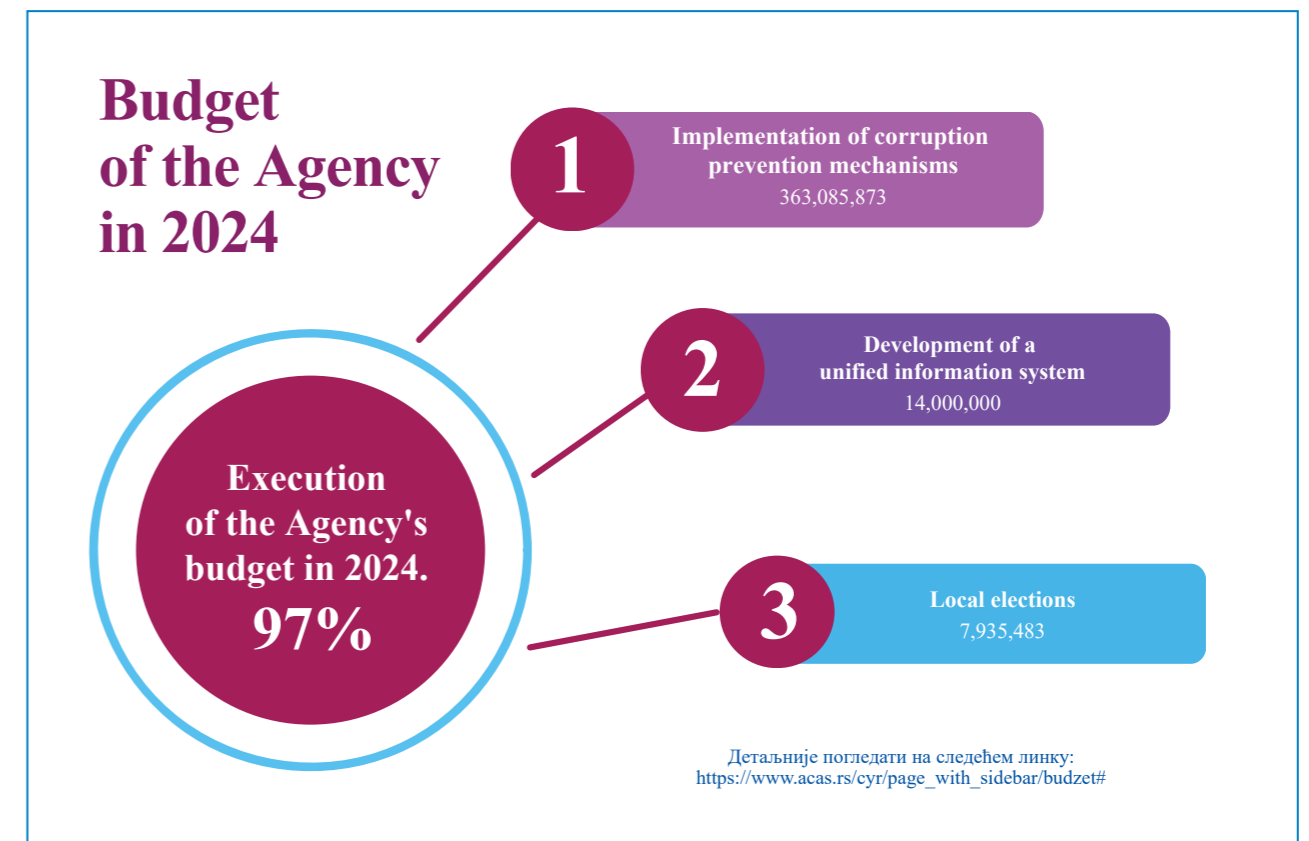 Budget
of the Agency
in 2024
1
Implementation of corruption
prevention mechanisms
363,085,873
2
Development of a
unified information system
14,000,000
Execution
of the Agency's
budget in 2024.
97%
3
Local elections
7,935,483
Детаљније погледати на следећем линку:
https://www.acas.rs/cyr/page_with_sidebar/budzet#